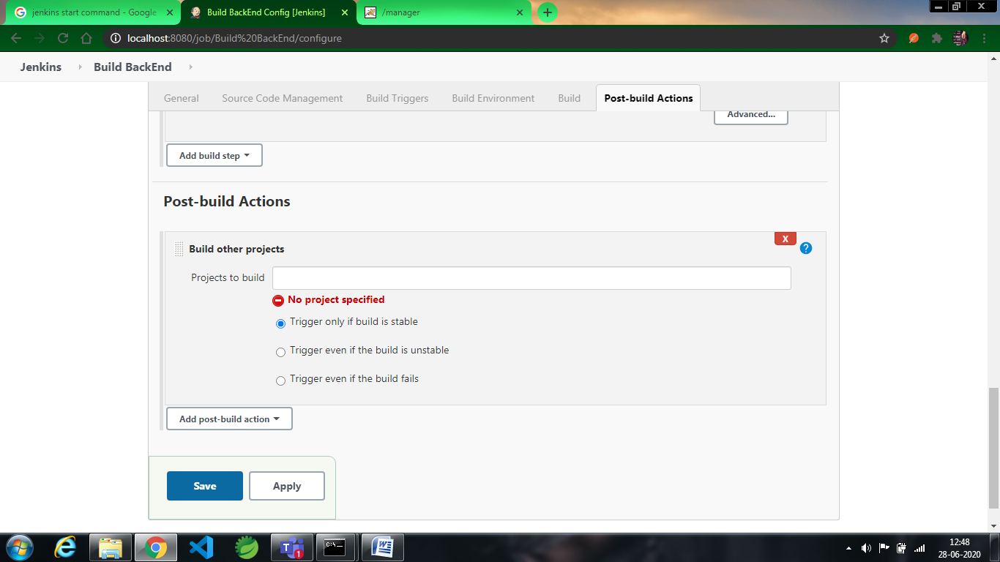 jenkins start command - Google
Build BackEnd Config [Jenkins]
/manager
localhost:8080/job/Build%20BackEnd/configure
Jenkins
Build BackEnd
General
Source Code Management
Build Triggers
Build Environment
Build
Post-build Actions
Advanced...
Add build step
Post-build Actions
X
Build other projects
?
Projects to build
No project specified
Trigger only if build is stable
Trigger even if the build is unstable
Trigger even if the build fails
Add post-build action
Save
Apply
12:48
28-06-2020